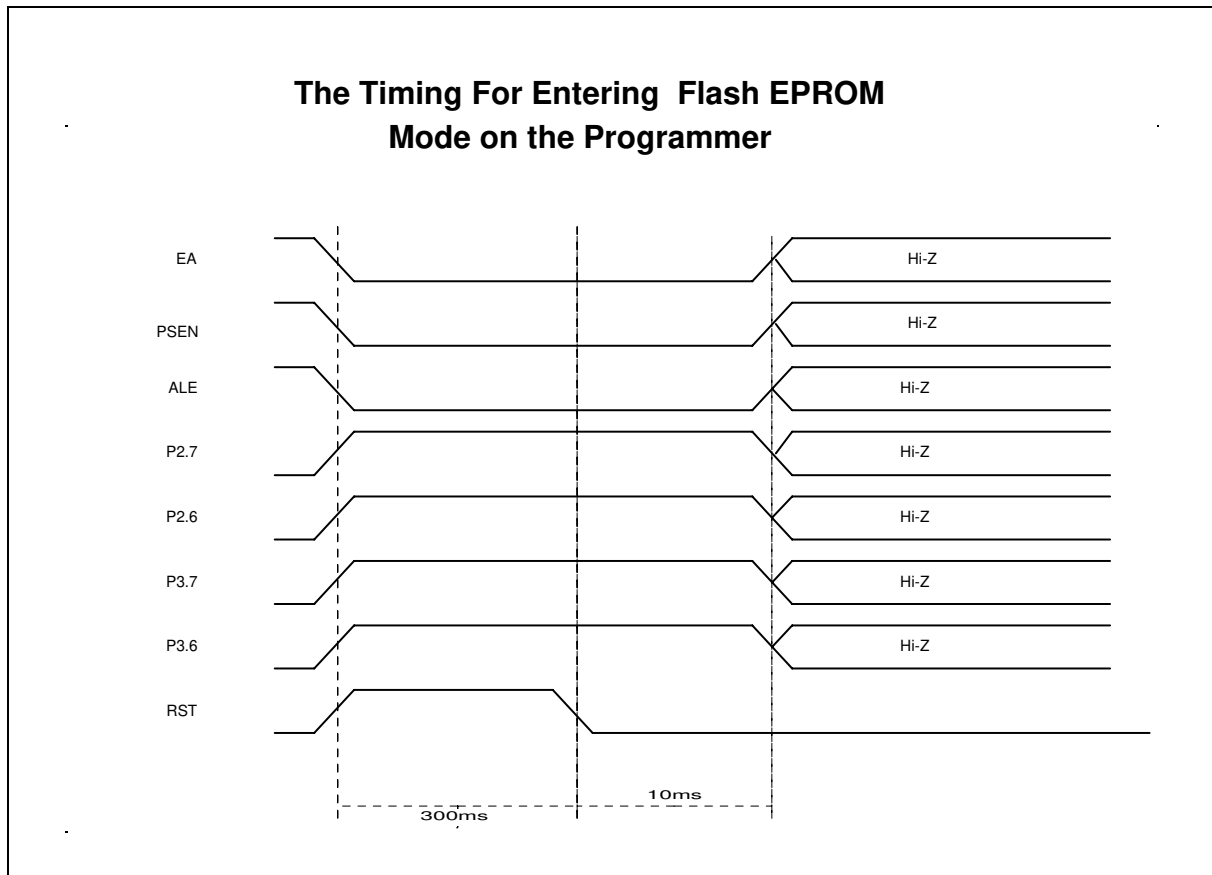 The Timing For Entering Flash EPROM
Mode on the Programmer
EA
Hi-Z
PSEN
Hi-Z
ALE
Hi-Z
P2.7
Hi-Z
P2.6
Hi-Z
P3.7
Hi-Z
P3.6
Hi-Z
RST
10ms
300ms